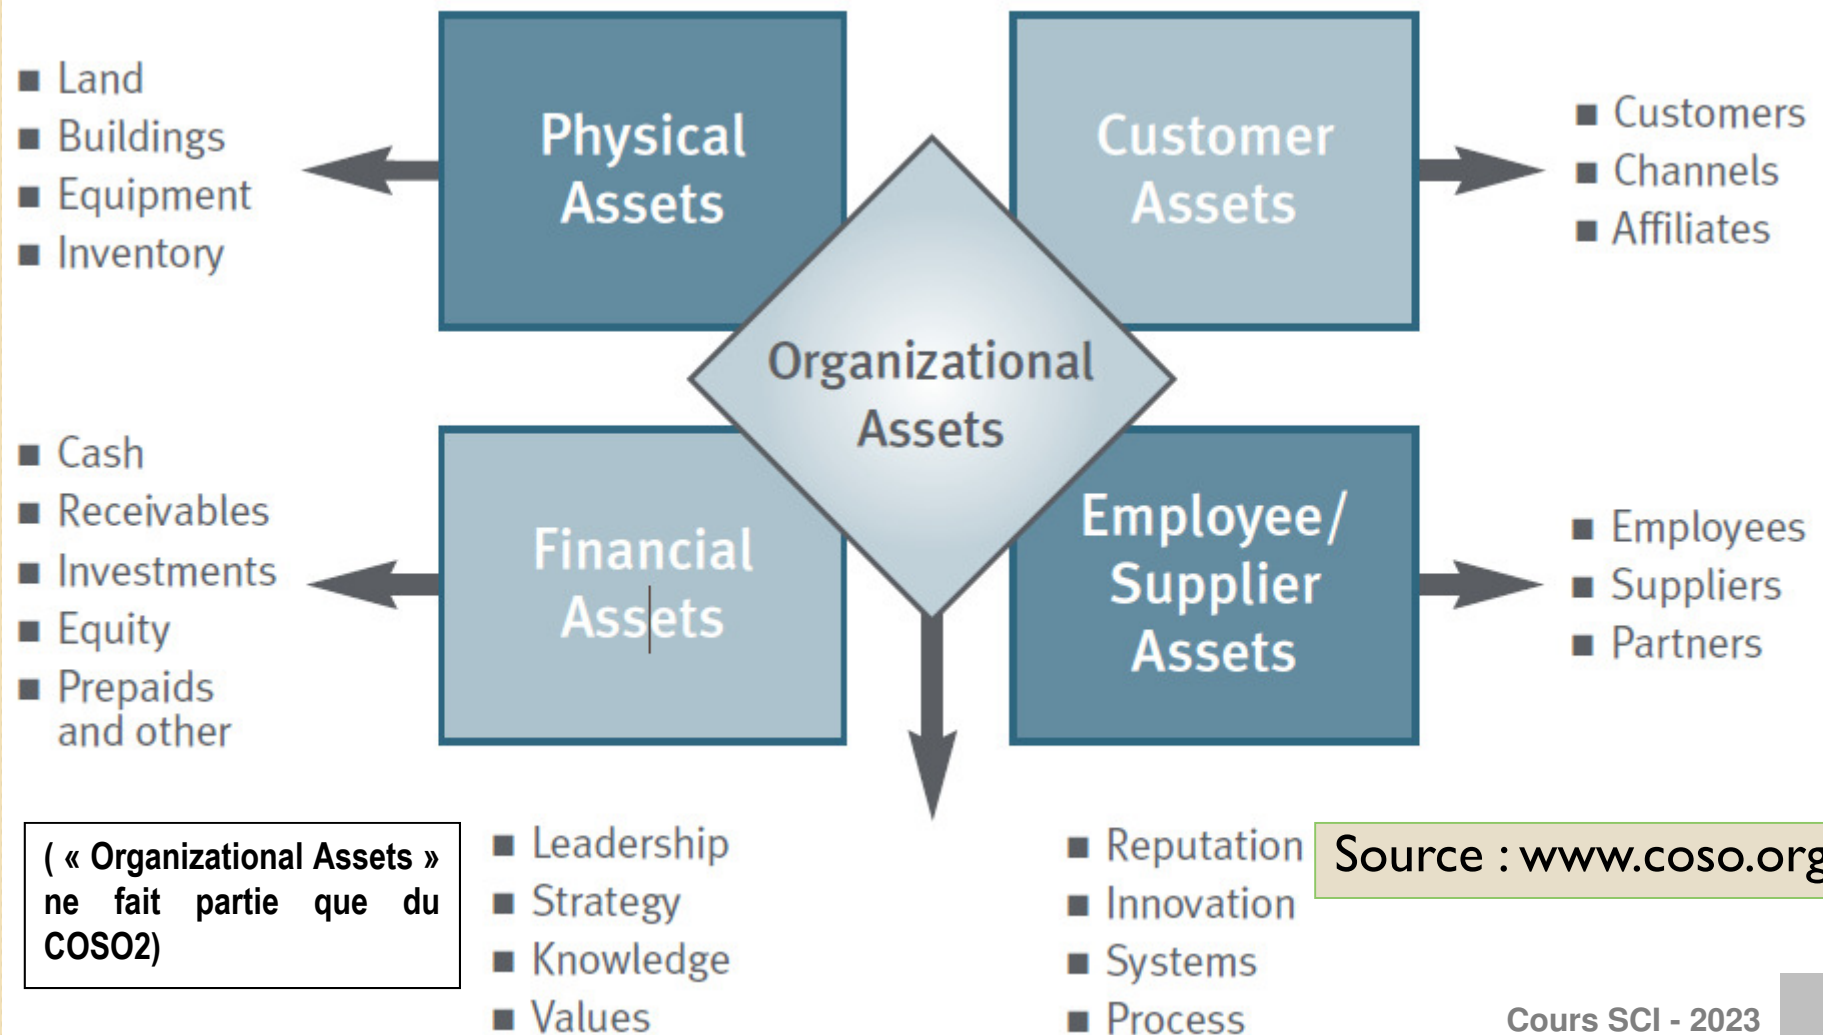 ■ Land
■ Buildings
■ Equipment
■ Inventory
Physical
Assets
Customer
Assets
■ Customers
■ Channels
■ Affiliates
Organizational
Assets
■ Cash
■ Receivables
■ Investments
■ Equity
■ Prepaids
and other
Financial
Assets
Employee/
Supplier
Assets
■ Employees
■ Suppliers
■ Partners
( « Organizational Assets »
ne fait partie que du
COSO2)
■ Leadership
■ Strategy
■ Knowledge
■ Values
■ Reputation
■ Innovation
■ Systems
■ Process
Source : www.coso.org
Cours SCI - 2023